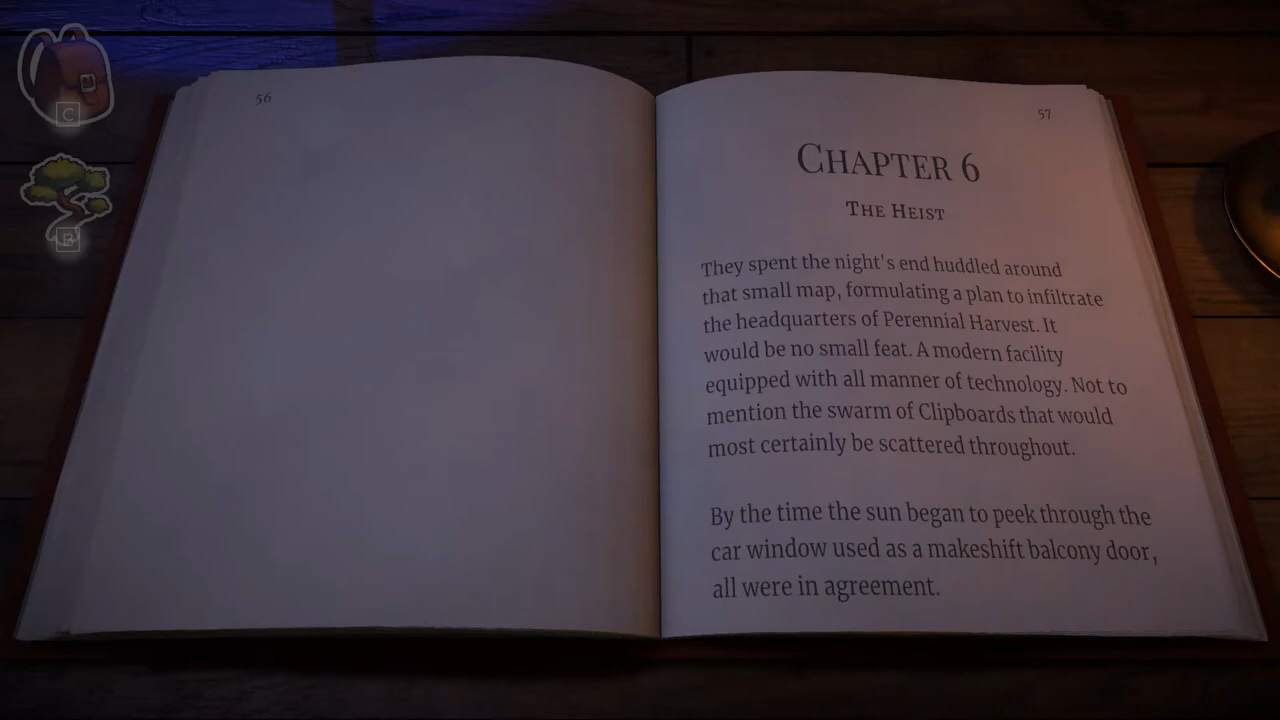 56
57
Chapter 6
The Heist
They spent the night's end huddled around
that small map, formulating a plan to infiltrate
the headquarters of Perennial Harvest. It
would be no small feat. A modern facility
equipped with all manner of technology. Not to
mention the swarm of Clipboards that would
most certainly be scattered throughout.
By the time the sun began to peek through the
car window used as a makeshift balcony door,
all were in agreement.
C
B